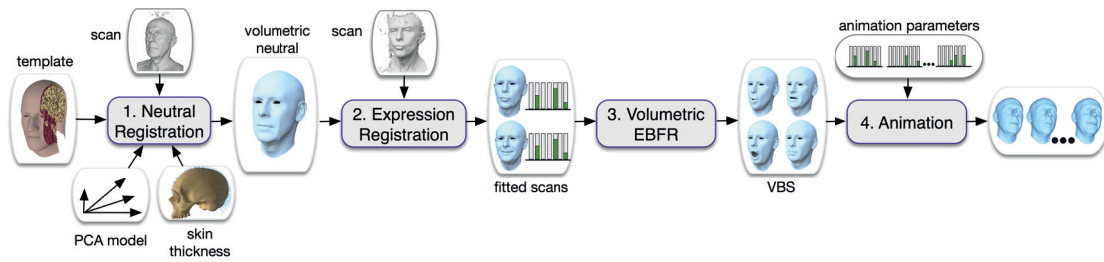 scan
template
1. Neutral
Registration
PCA model
skin
thickness
volumetric
neutral
scan
2. Expression
Registration
fitted scans
3. Volumetric
EBFR
VBS
animation parameters
4. Animation